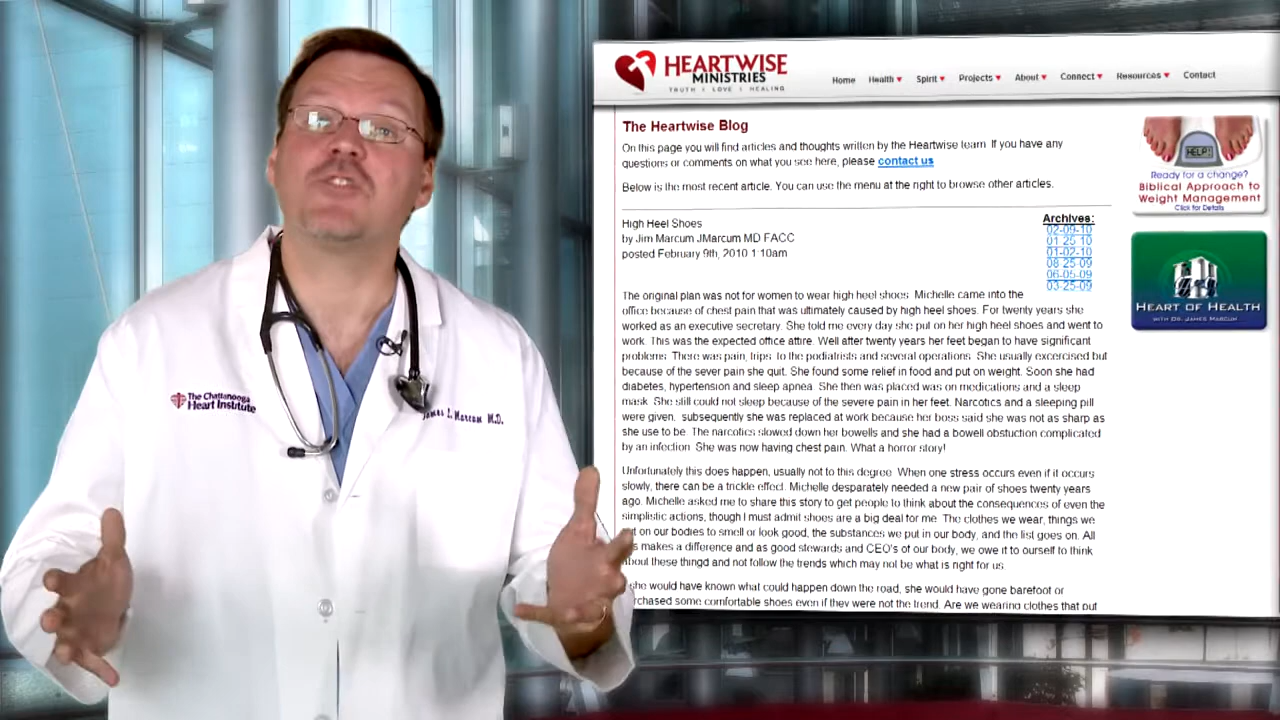 HEARTWISE
MINISTRIES
TRUTH | LOVE | HEALING
Home Health Spirit Projects About Connect Resources Contact
The Heartwise Blog
On this page you will find articles and thoughts written by the Heartwise team. If you have any
questions or comments on what you see here, please contact us
Below is the most recent article. You can use the menu at the right to browse other articles.
High Heel Shoes
by Jim Marcum JMarcum MD FACC
posted February 9th, 2010 1:10am
Archives:
02-09-10
01-25-10
01-02-10
08-25-09
06-05-09
03-25-09
The original plan was not for women to wear high heel shoes. Michelle came into the
office because of chest pain that was ultimately caused by high heel shoes. For twenty years she
worked as an executive secretary. She told me every day she put on her high heel shoes and went to
work. This was the expected office attire. Well after twenty years her feet began to have significant
problems. There was pain, trips to the podiatrists and several operations. She usually excercised but
because of the sever pain she quit. She found some relief in food and put on weight. Soon she had
diabetes, hypertension and sleep apnea. She then was placed was on medications and a sleep
mask. She still could not sleep because of the severe pain in her feet. Narcotics and a sleeping pill
were given. subsequently she was replaced at work because her boss said she was not as sharp as
she use to be. The narcotics slowed down her bowells and she had a bowell obstuction complicated
by an infection. She was now having chest pain. What a horror story!
Unfortunately this does happen, usually not to this degree. When one stress occurs even if it occurs
slowly, there can be a trickle effect. Michelle desparately needed a new pair of shoes twenty years
ago. Michelle asked me to share this story to get people to think about the consequences of even the
simplistic actions, though I must admit shoes are a big deal for me. The clothes we wear, things we
on our bodies to smell or look good, the substances we put in our body, and the list goes on. All
makes a difference and as good stewards and CEO's of our body, we owe it to ourself to think
about these thingd and not follow the trends which may not be what is right for us.
she would have known what could happen down the road, she would have gone barefoot or
rchased some comfortable shoes even if they were not the trend. Are we wearing clothes that put
HELP!
Ready for a change?
Biblical Approach to
Weight Management
Click for Details
HEART OF HEALTH
WITH DR. JAMES MARCUM
The Chattanooga
Heart Institute
James L. Marcum M.D.